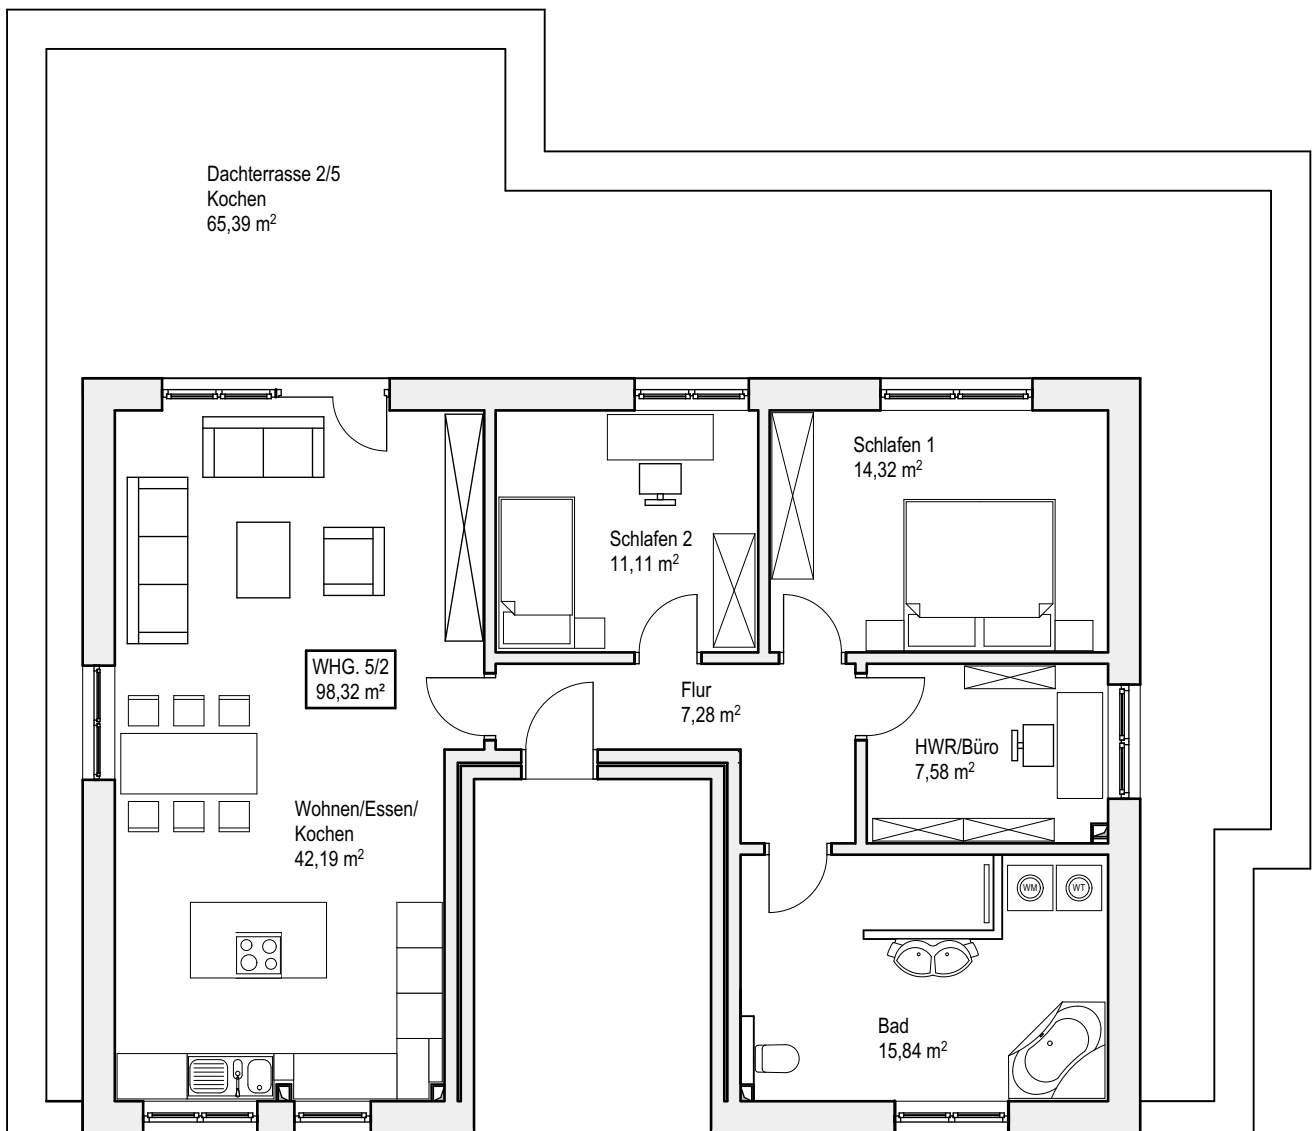 Dachterrasse 2/5
Kochen
65,39 m²
Schlafen 1
14,32 m²
Schlafen 2
11,11 m²
WHG. 5/2
98,32 m²
Flur
7,28 m²
HWR/Büro
7,58 m²
Wohnen/Essen/
Kochen
42,19 m²
WM WT
Bad
15,84 m²